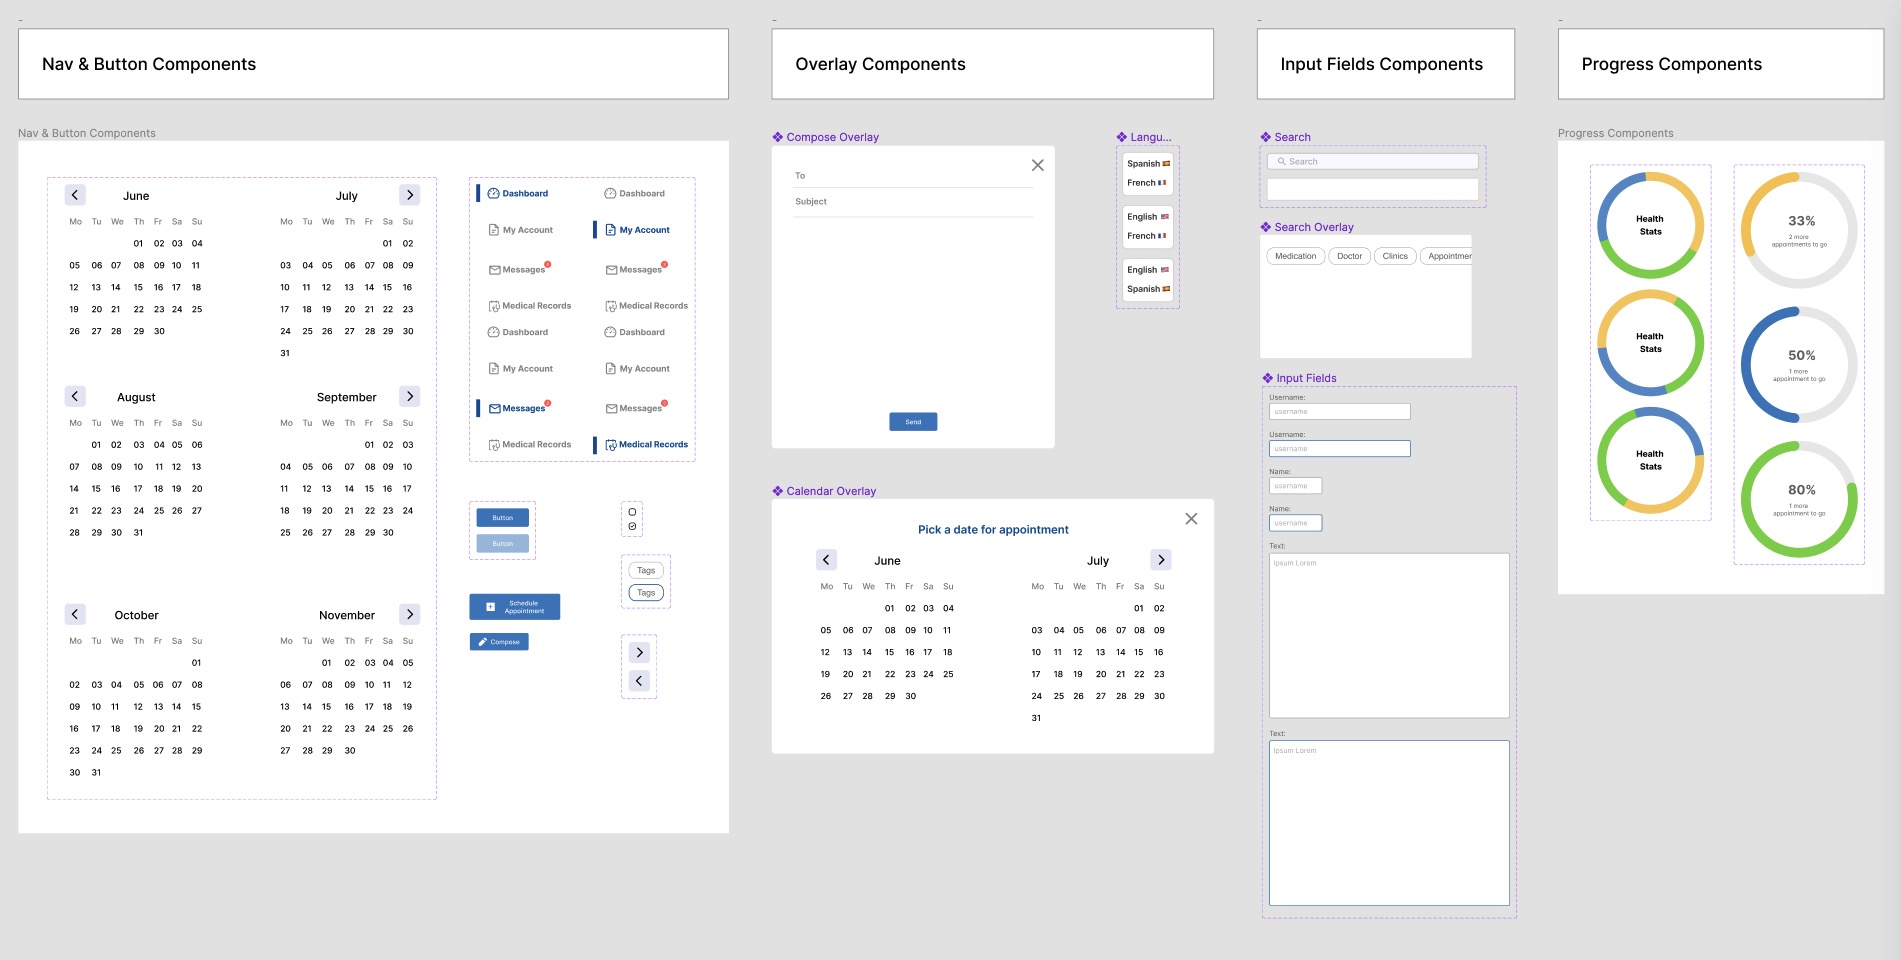 Nav & Button Components
Overlay Components
Input Fields Components
Progress Components
Nav & Button Components
June
Mo Tu We Th Fr Sa Su
01 02 03 04
05 06 07 08 09 10 11
12 13 14 15 16 17 18
19 20 21 22 23 24 25
26 27 28 29 30
July
Mo Tu We Th Fr Sa Su
01 02
03 04 05 06 07 08 09
10 11 12 13 14 15 16
17 18 19 20 21 22 23
24 25 26 27 28 29 30
31
August
Mo Tu We Th Fr Sa Su
01 02 03 04 05 06
07 08 09 10 11 12 13
14 15 16 17 18 19 20
21 22 23 24 25 26 27
28 29 30 31
September
Mo Tu We Th Fr Sa Su
01 02 03
04 05 06 07 08 09 10
11 12 13 14 15 16 17
18 19 20 21 22 23 24
25 26 27 28 29 30
October
Mo Tu We Th Fr Sa Su
01
02 03 04 05 06 07 08
09 10 11 12 13 14 15
16 17 18 19 20 21 22
23 24 25 26 27 28 29
30 31
November
Mo Tu We Th Fr Sa Su
01 02 03 04 05
06 07 08 09 10 11 12
13 14 15 16 17 18 19
20 21 22 23 24 25 26
27 28 29 30
Dashboard
My Account
Messages
Medical Records
Dashboard
My Account
Messages
Medical Records
Dashboard
My Account
Messages
Medical Records
Dashboard
My Account
Messages
Medical Records
Button
Button
Schedule
Appointment
Compose
Tags
Tags
Compose Overlay
To
Subject
Send
Langu...
Spanish
French
English
French
English
Spanish
Calendar Overlay
Pick a date for appointment
June
Mo Tu We Th Fr Sa Su
01 02 03 04
05 06 07 08 09 10 11
12 13 14 15 16 17 18
19 20 21 22 23 24 25
26 27 28 29 30
July
Mo Tu We Th Fr Sa Su
01 02
03 04 05 06 07 08 09
10 11 12 13 14 15 16
17 18 19 20 21 22 23
24 25 26 27 28 29 30
31
Search
Search
Search Overlay
Medication Doctor Clinics Appointmer
Input Fields
Username:
username
Username:
username
Name:
username
Name:
username
Text:
Ipsum Lorem
Text:
Ipsum Lorem
Progress Components
Health
Stats
Health
Stats
Health
Stats
33%
2 more
appointments to go
50%
1 more
appointment to go
80%
1 more
appointment to go